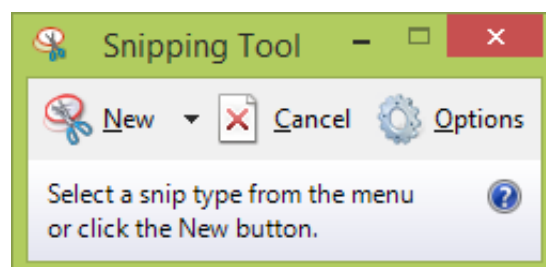 Snipping Tool
New Cancel Options
Select a snip type from the menu
or click the New button.